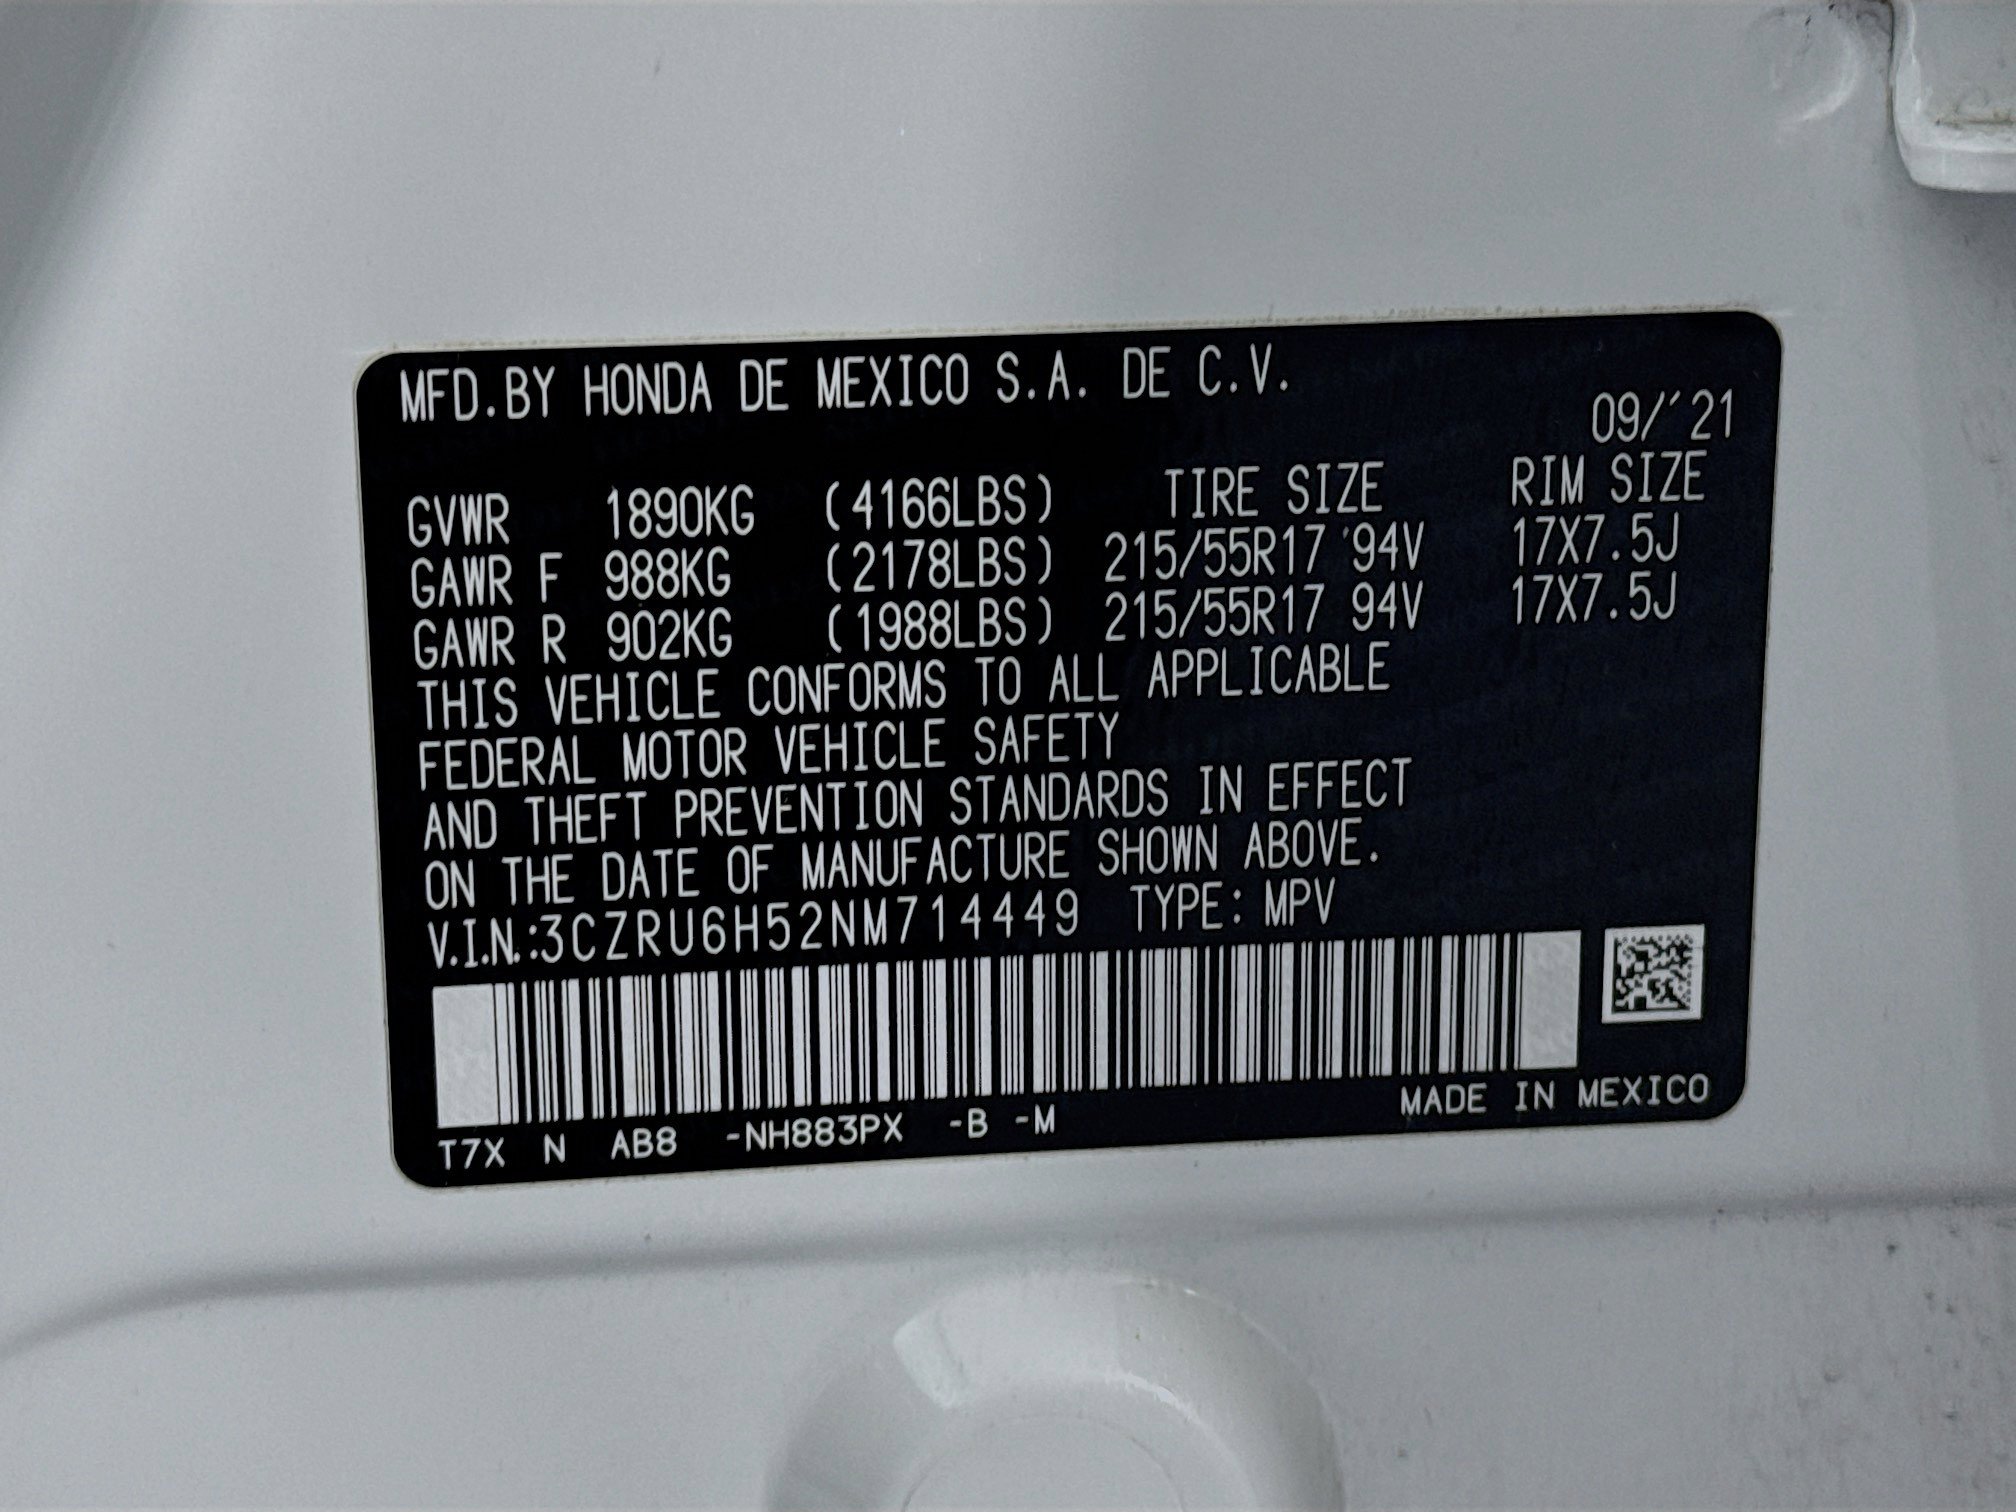 MFD.BY HONDA DE MEXICO S.A. DE C.V.
09/´21
GVWR 1890KG (4166LBS) TIRE SIZE RIM SIZE
GAWR F 988KG (2178LBS) 215/55R17 94V 17X7.5J
GAWR R 902KG (1988LBS) 215/55R17 94V 17X7.5J
THIS VEHICLE CONFORMS TO ALL APPLICABLE
FEDERAL MOTOR VEHICLE SAFETY
AND THEFT PREVENTION STANDARDS IN EFFECT
ON THE DATE OF MANUFACTURE SHOWN ABOVE.
V.I.N.:3CZRU6H52NM714449 TYPE: MPV
T7X N AB8 -NH883PX -B -M MADE IN MEXICO